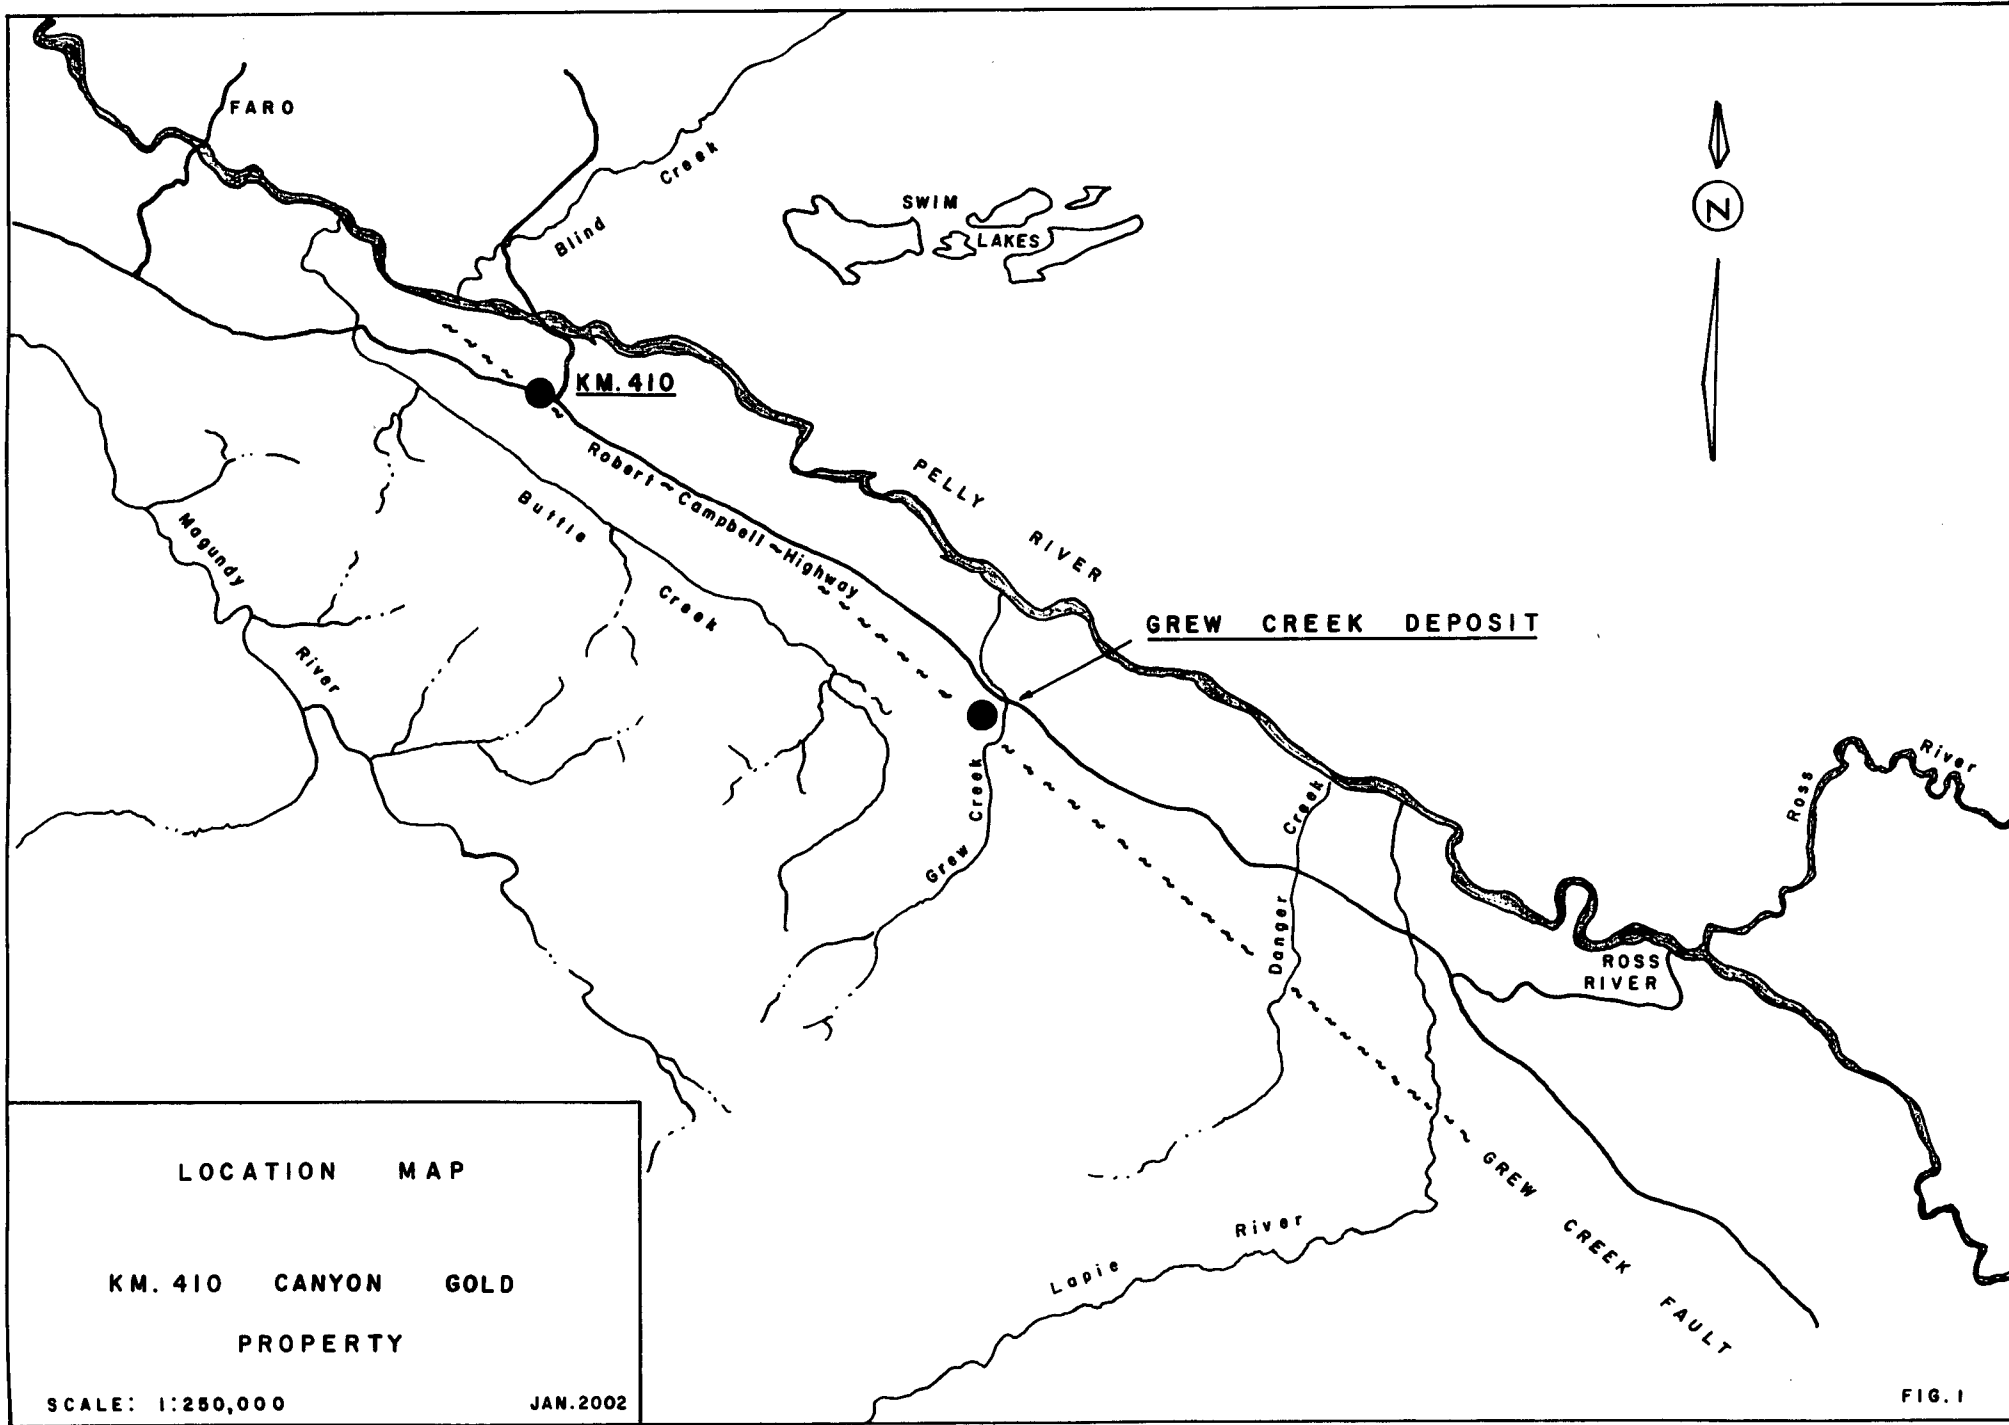 FARO
Blind Creek
SWIM
LAKES
N
KM. 410
Robert ~ Campbell ~ Highway
PELLY RIVER
Buttle Creek
Magundy River
GREW CREEK DEPOSIT
Grew Creek
Danger Creek
Ross River
ROSS
RIVER
GREW CREEK FAULT
Lapie River
LOCATION MAP
KM. 410 CANYON GOLD
PROPERTY
SCALE: 1:250,000 JAN.2002
FIG. 1